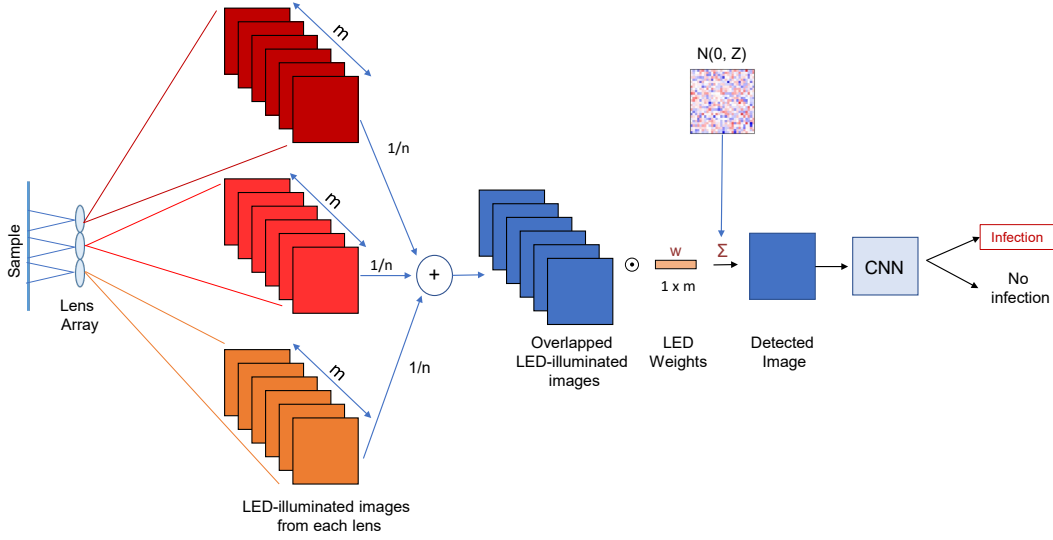 m
N(0, Z)
1/n
m
Sample
1/n
+
w
Σ
1 x m
CNN
Infection
No
infection
Lens
Array
Overlapped
LED-illuminated
images
LED
Weights
Detected
Image
m
1/n
LED-illuminated images
from each lens